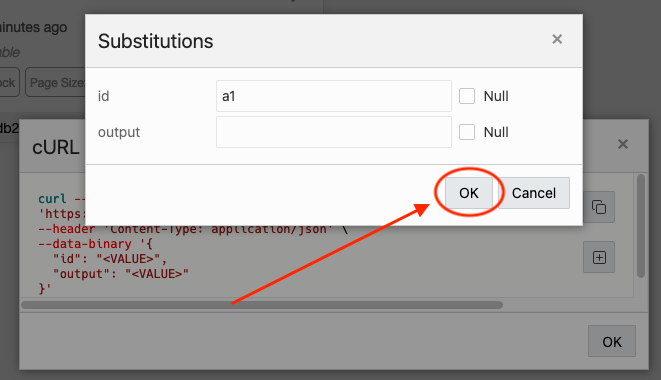 minutes ago
Substitutions ×
able
ock Page Size:
id a1 Null
output Null
db2
cURL ×
OK Cancel
curl --
'https:
--header 'Content-Type: application/json' \
--data-binary '{
"id": "<VALUE>",
"output": "<VALUE>"
}'
OK